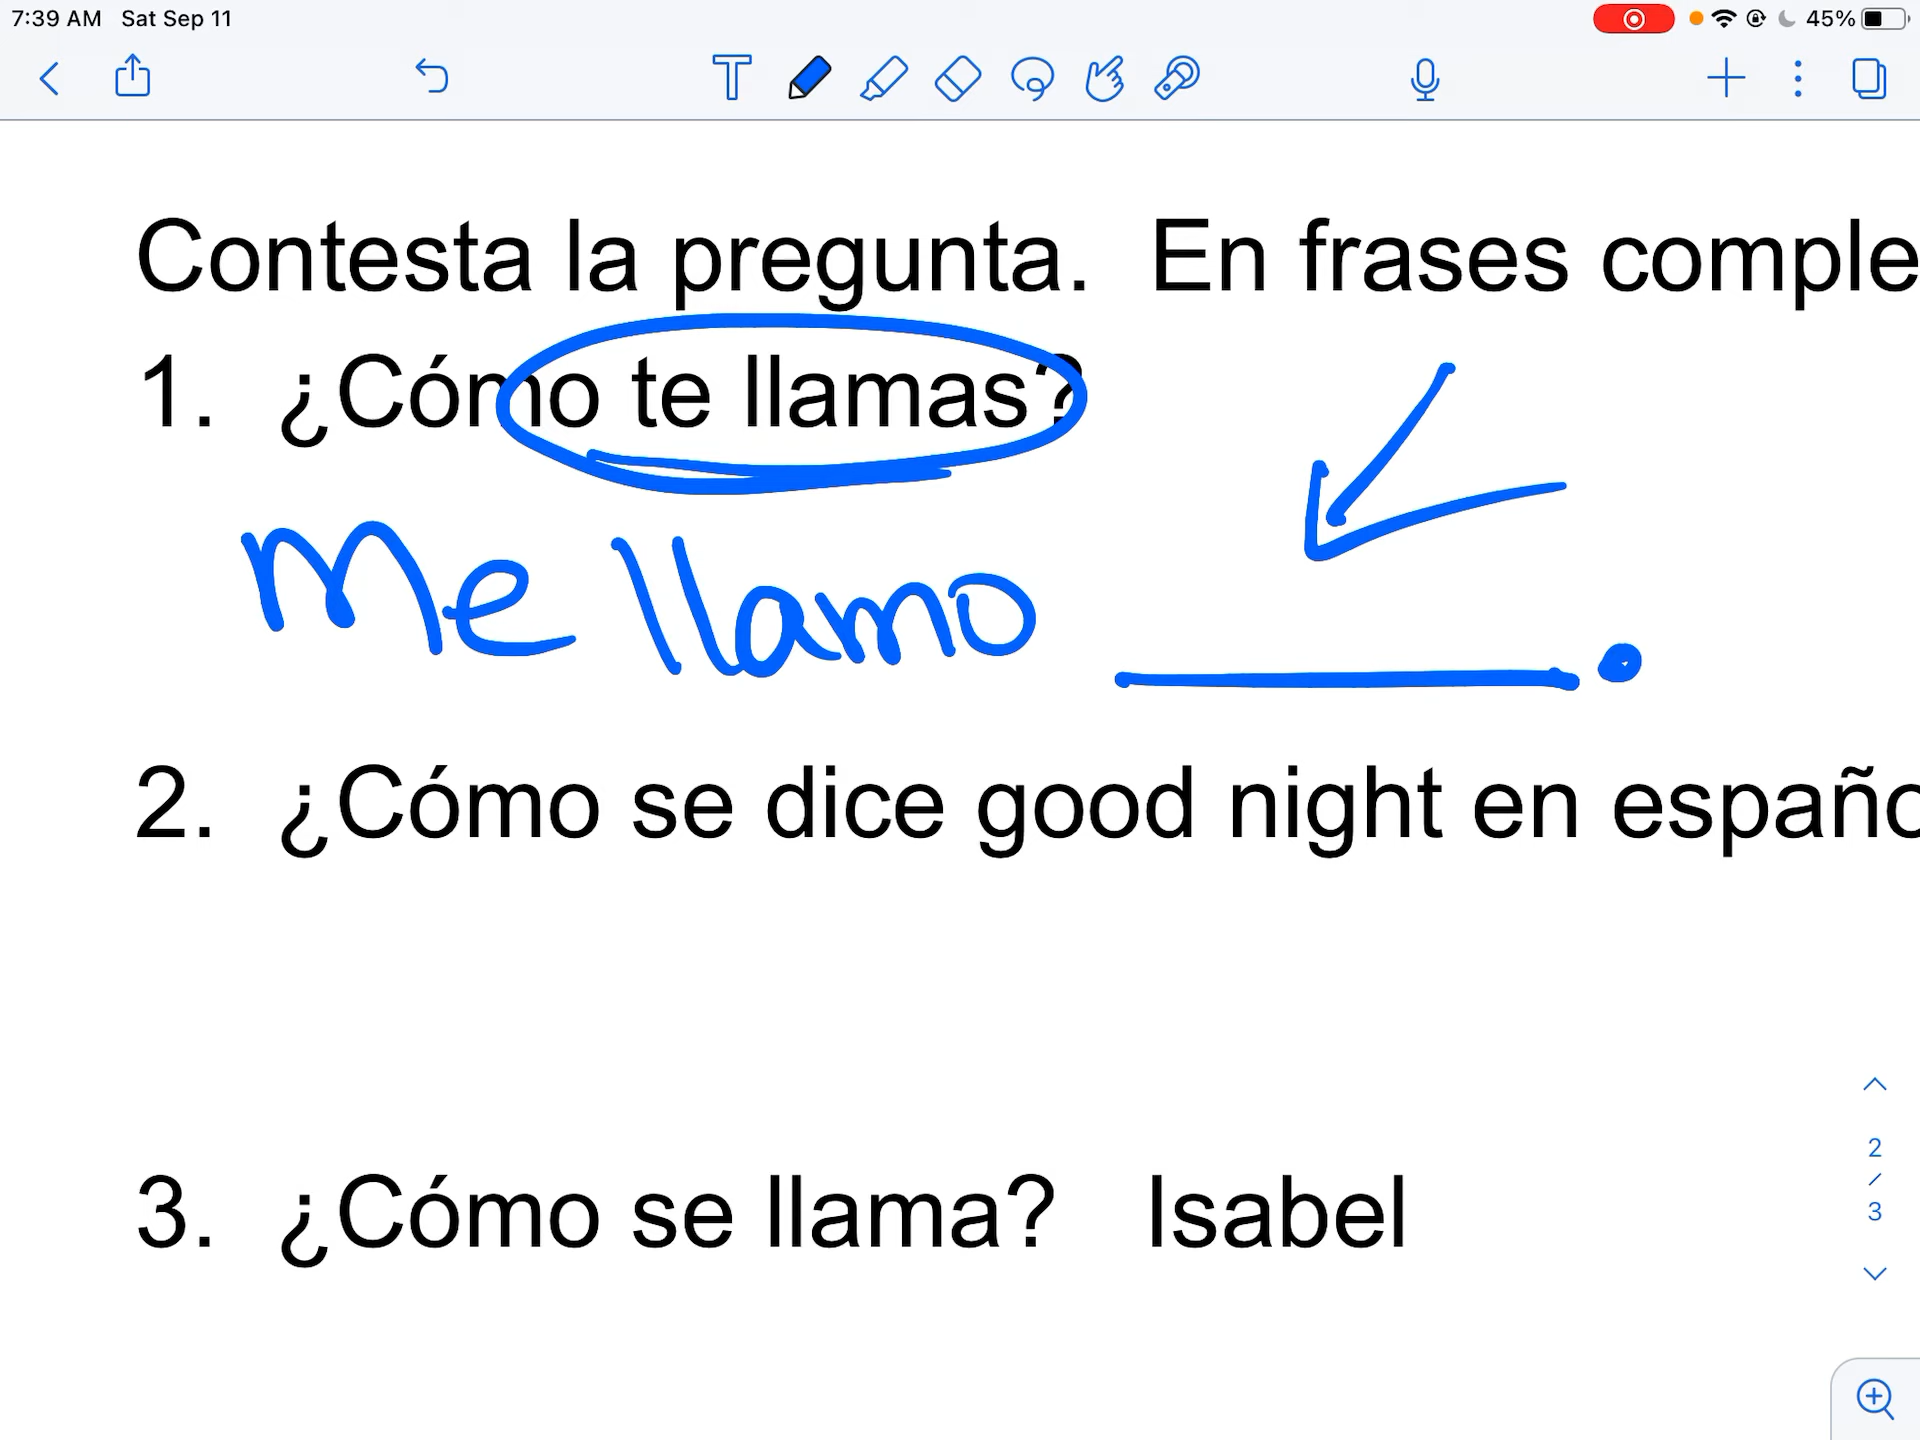 7:39 AM Sat Sep 11 45%
Contesta la pregunta. En frases comple
1. ¿Cómo te llamas?
Me llamo ________.
2. ¿Cómo se dice good night en españo
3. ¿Cómo se llama? Isabel
2
/
3